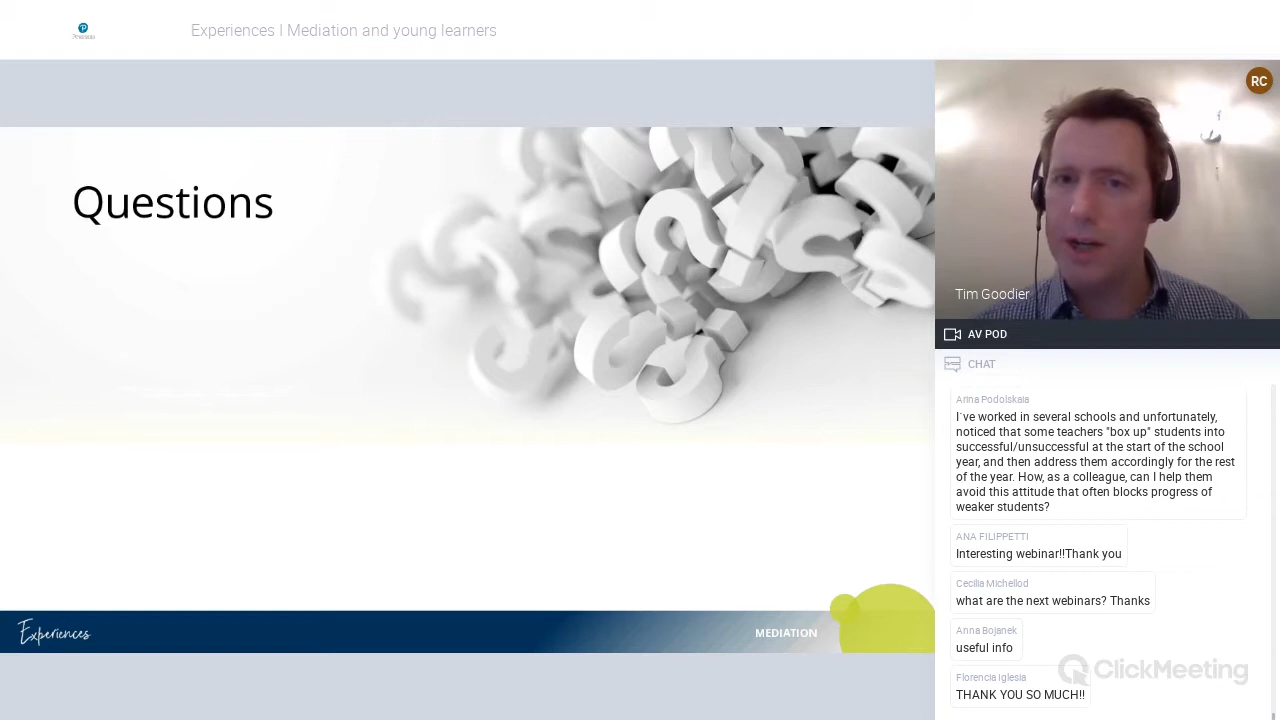 Pearson
Experiences I Mediation and young learners
Questions
RC
Tim Goodier
AV POD
CHAT
Arina Podolskaia
I`ve worked in several schools and unfortunately,
noticed that some teachers "box up" students into
successful/unsuccessful at the start of the school
year, and then address them accordingly for the rest
of the year. How, as a colleague, can I help them
avoid this attitude that often blocks progress of
weaker students?
ANA FILIPPETTI
Interesting webinar!!Thank you
Cecilia Michellod
what are the next webinars? Thanks
Anna Bojanek
useful info
Florencia Iglesia
THANK YOU SO MUCH!!
ClickMeeting
Experiences
MEDIATION